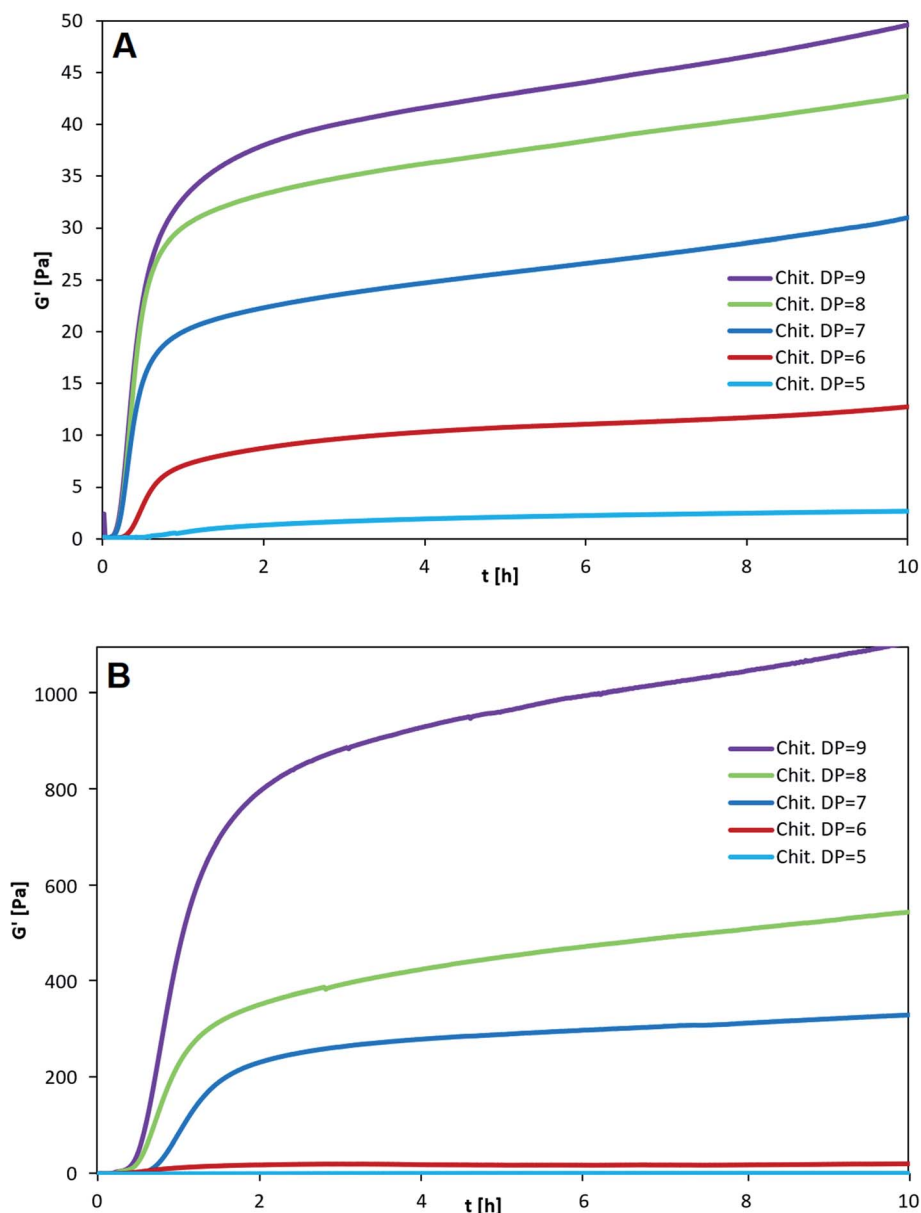 A
50
45
40
35
30
25
20
15
10
5
0
G' [Pa]
Chit. DP=9
Chit. DP=8
Chit. DP=7
Chit. DP=6
Chit. DP=5
0 2 4 6 8 10
t [h]
B
1000
800
600
400
200
0
G' [Pa]
Chit. DP=9
Chit. DP=8
Chit. DP=7
Chit. DP=6
Chit. DP=5
0 2 4 6 8 10
t [h]